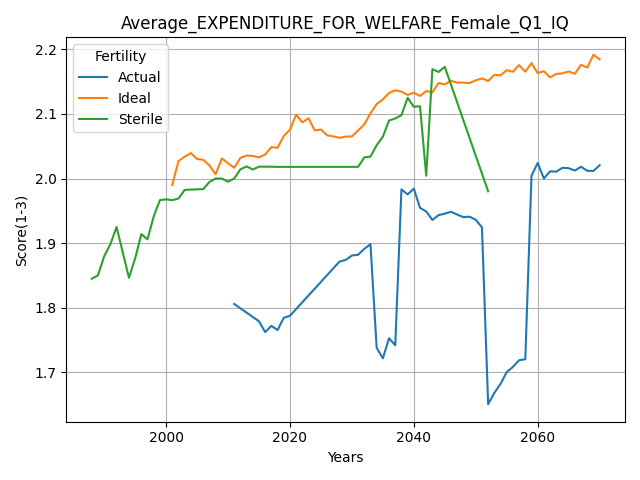 Average_EXPENDITURE_FOR_WELFARE_Female_Q1_IQ
Fertility
Actual
Ideal
Sterile
Score(1-3)
2.2
2.1
2.0
1.9
1.8
1.7
2000 2020 2040 2060
Years